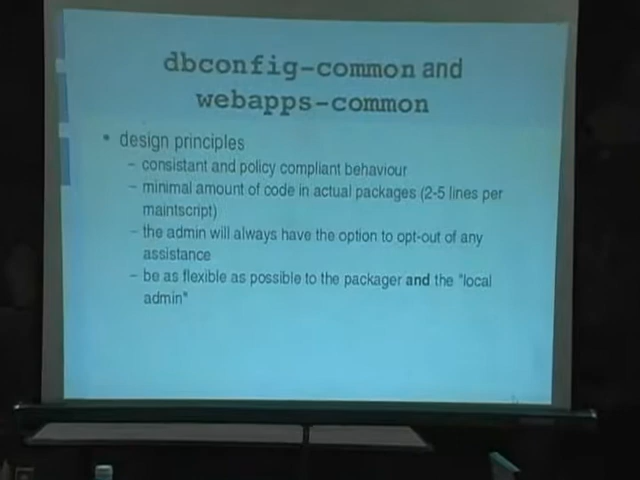 dbconfig-common and
webapps-common
• design principles
– consistant and policy compliant behaviour
– minimal amount of code in actual packages (2-5 lines per
maintscript)
– the admin will always have the option to opt-out of any
assistance
– be as flexible as possible to the packager and the "local
admin"